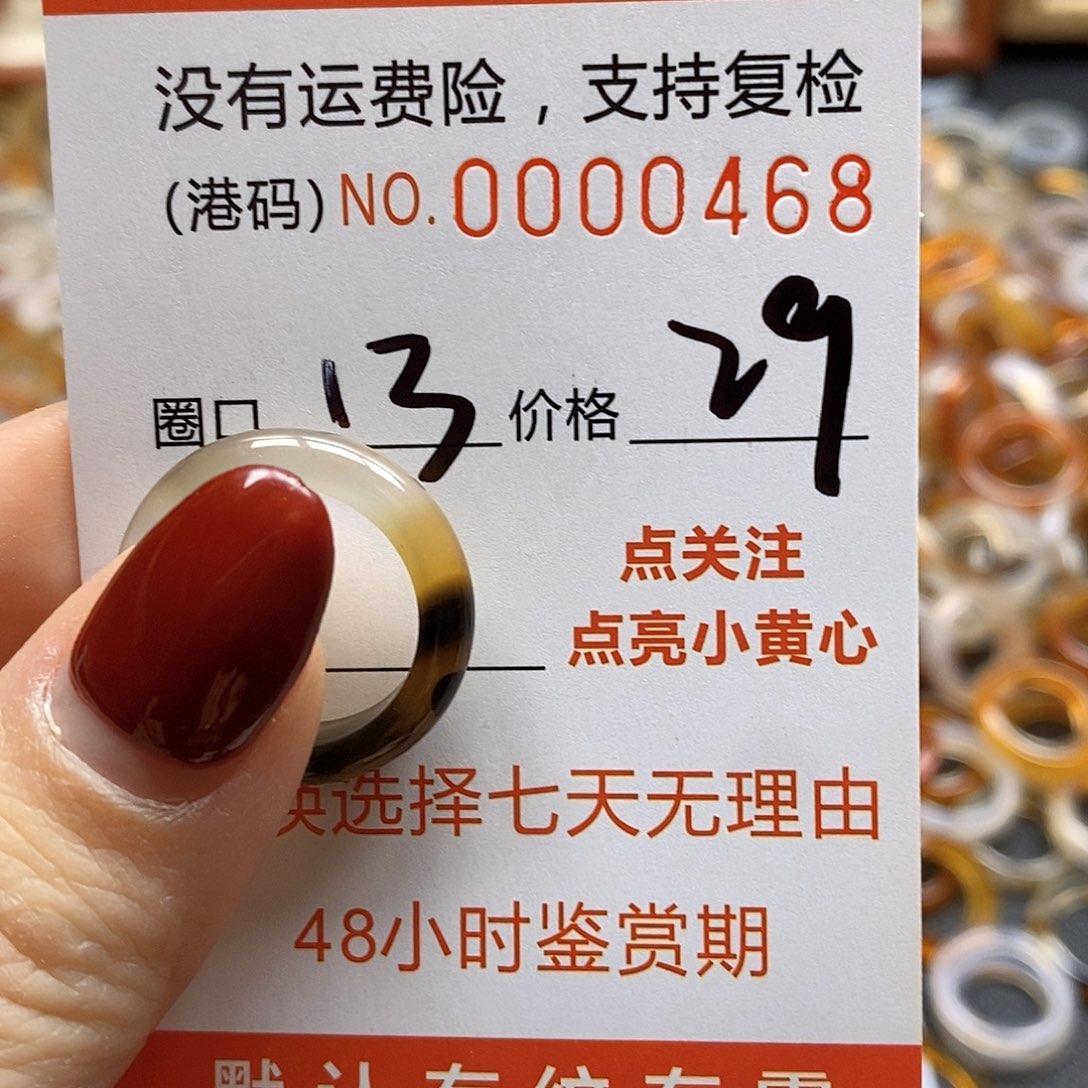 没有运费险，支持复检
(港码)NO.0000468
圈口 13 价格 29
点关注
点亮小黄心
选择七天无理由
48小时鉴赏期